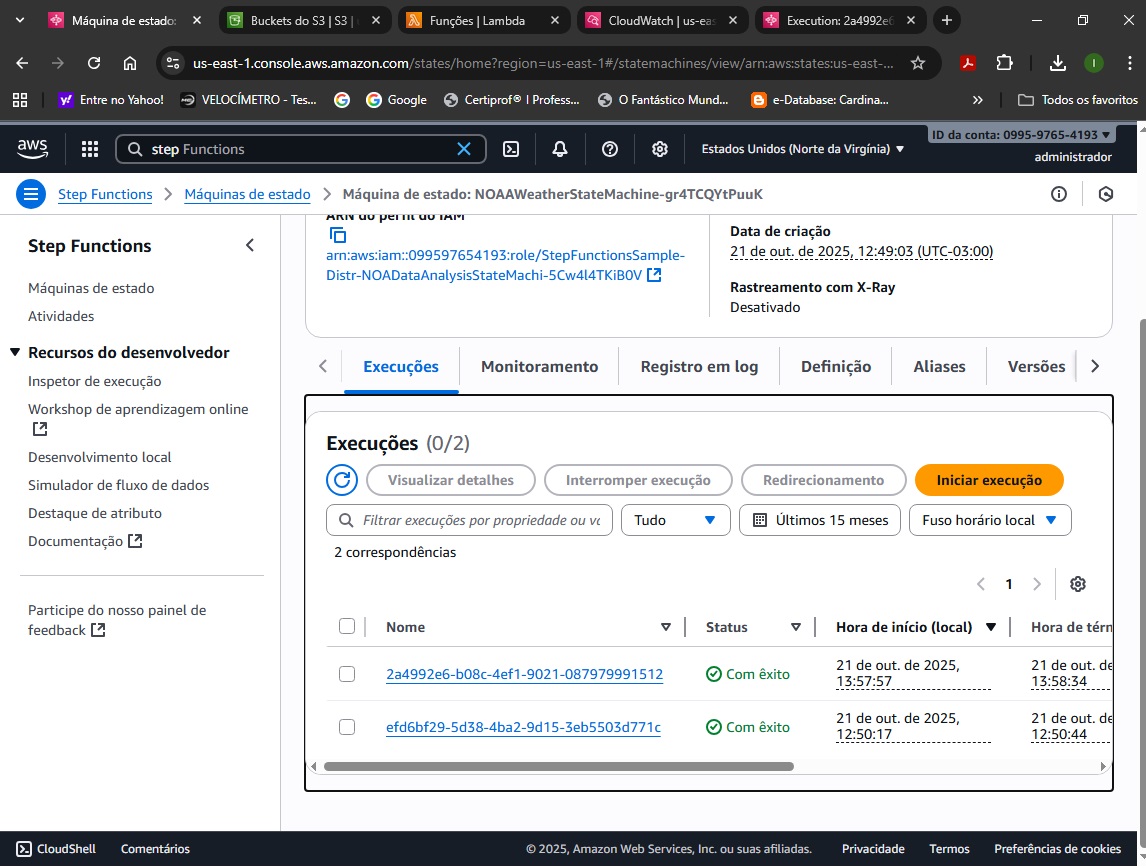 Máquina de estado:
Buckets do S3 | S3 |
Funções | Lambda
CloudWatch | us-eas
Execution: 2a4992e6
us-east-1.console.aws.amazon.com/states/home?region=us-east-1#/statemachines/view/arn:aws:states:us-east-...
Entre no Yahoo!
VELOCÍMETRO - Tes...
Google
Certiprof® I Profess...
O Fantástico Mund...
e-Database: Cardina...
Todos os favoritos
aws
step Functions
Estados Unidos (Norte da Virgínia)
ID da conta: 0995-9765-4193
administrador
Step Functions
Máquinas de estado
Máquina de estado: NOAAWeatherStateMachine-gr4TCQYtPuuK
Step Functions
Máquinas de estado
Atividades
Recursos do desenvolvedor
Inspetor de execução
Workshop de aprendizagem online
Desenvolvimento local
Simulador de fluxo de dados
Destaque de atributo
Documentação
Participe do nosso painel de
feedback
ARN do perfil do IAM
arn:aws:iam::099597654193:role/StepFunctionsSample-
Distr-NOADataAnalysisStateMachi-5Cw4l4TKiB0V
Data de criação
21 de out. de 2025, 12:49:03 (UTC-03:00)
Rastreamento com X-Ray
Desativado
Execuções
Monitoramento
Registro em log
Definição
Aliases
Versões
Execuções (0/2)
Visualizar detalhes
Interromper execução
Redirecionamento
Iniciar execução
Filtrar execuções por propriedade ou vc
Tudo
Últimos 15 meses
Fuso horário local
2 correspondências
1
Nome
Status
Hora de início (local)
Hora de térn
2a4992e6-b08c-4ef1-9021-087979991512
Com êxito
21 de out. de 2025,
13:57:57
21 de out. de
13:58:34
efd6bf29-5d38-4ba2-9d15-3eb5503d771c
Com êxito
21 de out. de 2025,
12:50:17
21 de out. de
12:50:44
CloudShell
Comentários
© 2025, Amazon Web Services, Inc. ou suas afiliadas.
Privacidade
Termos
Preferências de cookies